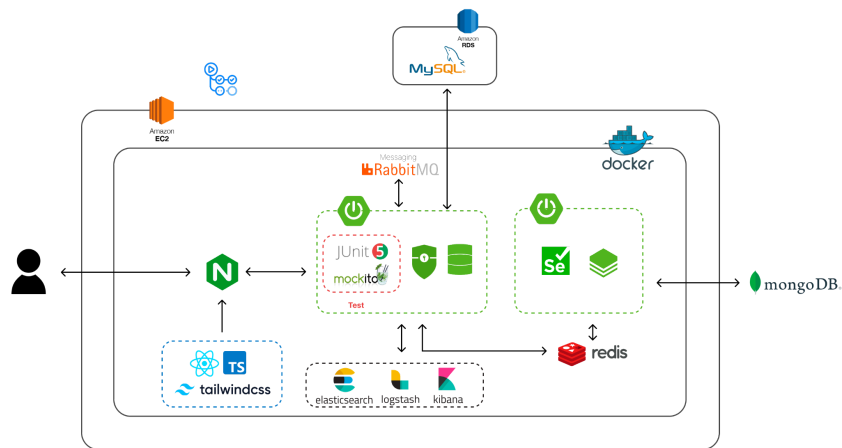 Amazon
RDS
MySQL®
Amazon
EC2
docker
Messaging
RabbitMQ
JUnit 5
mockito
Test
Se
N
mongoDB.
TS
tailwindcss
redis
elasticsearch
logstash
kibana